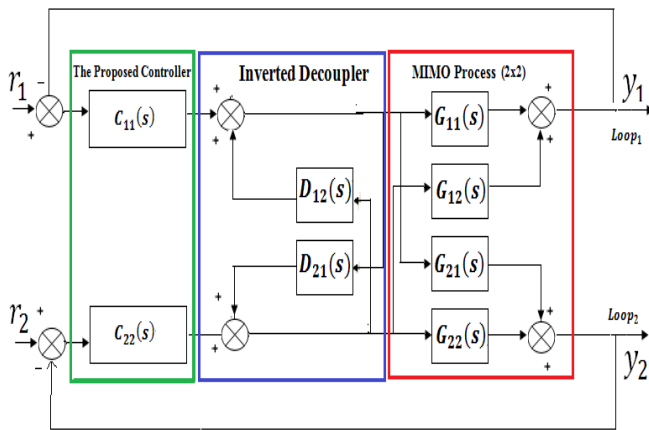 The Proposed Controller
Inverted Decoupler
MIMO Process (2x2)
r1
-
+
C11(s)
+
+
G11(s)
+
+
y1
Loop1
D12(s)
G12(s)
D21(s)
G21(s)
r2
+
-
C22(s)
+
+
G22(s)
+
+
Loop2
y2